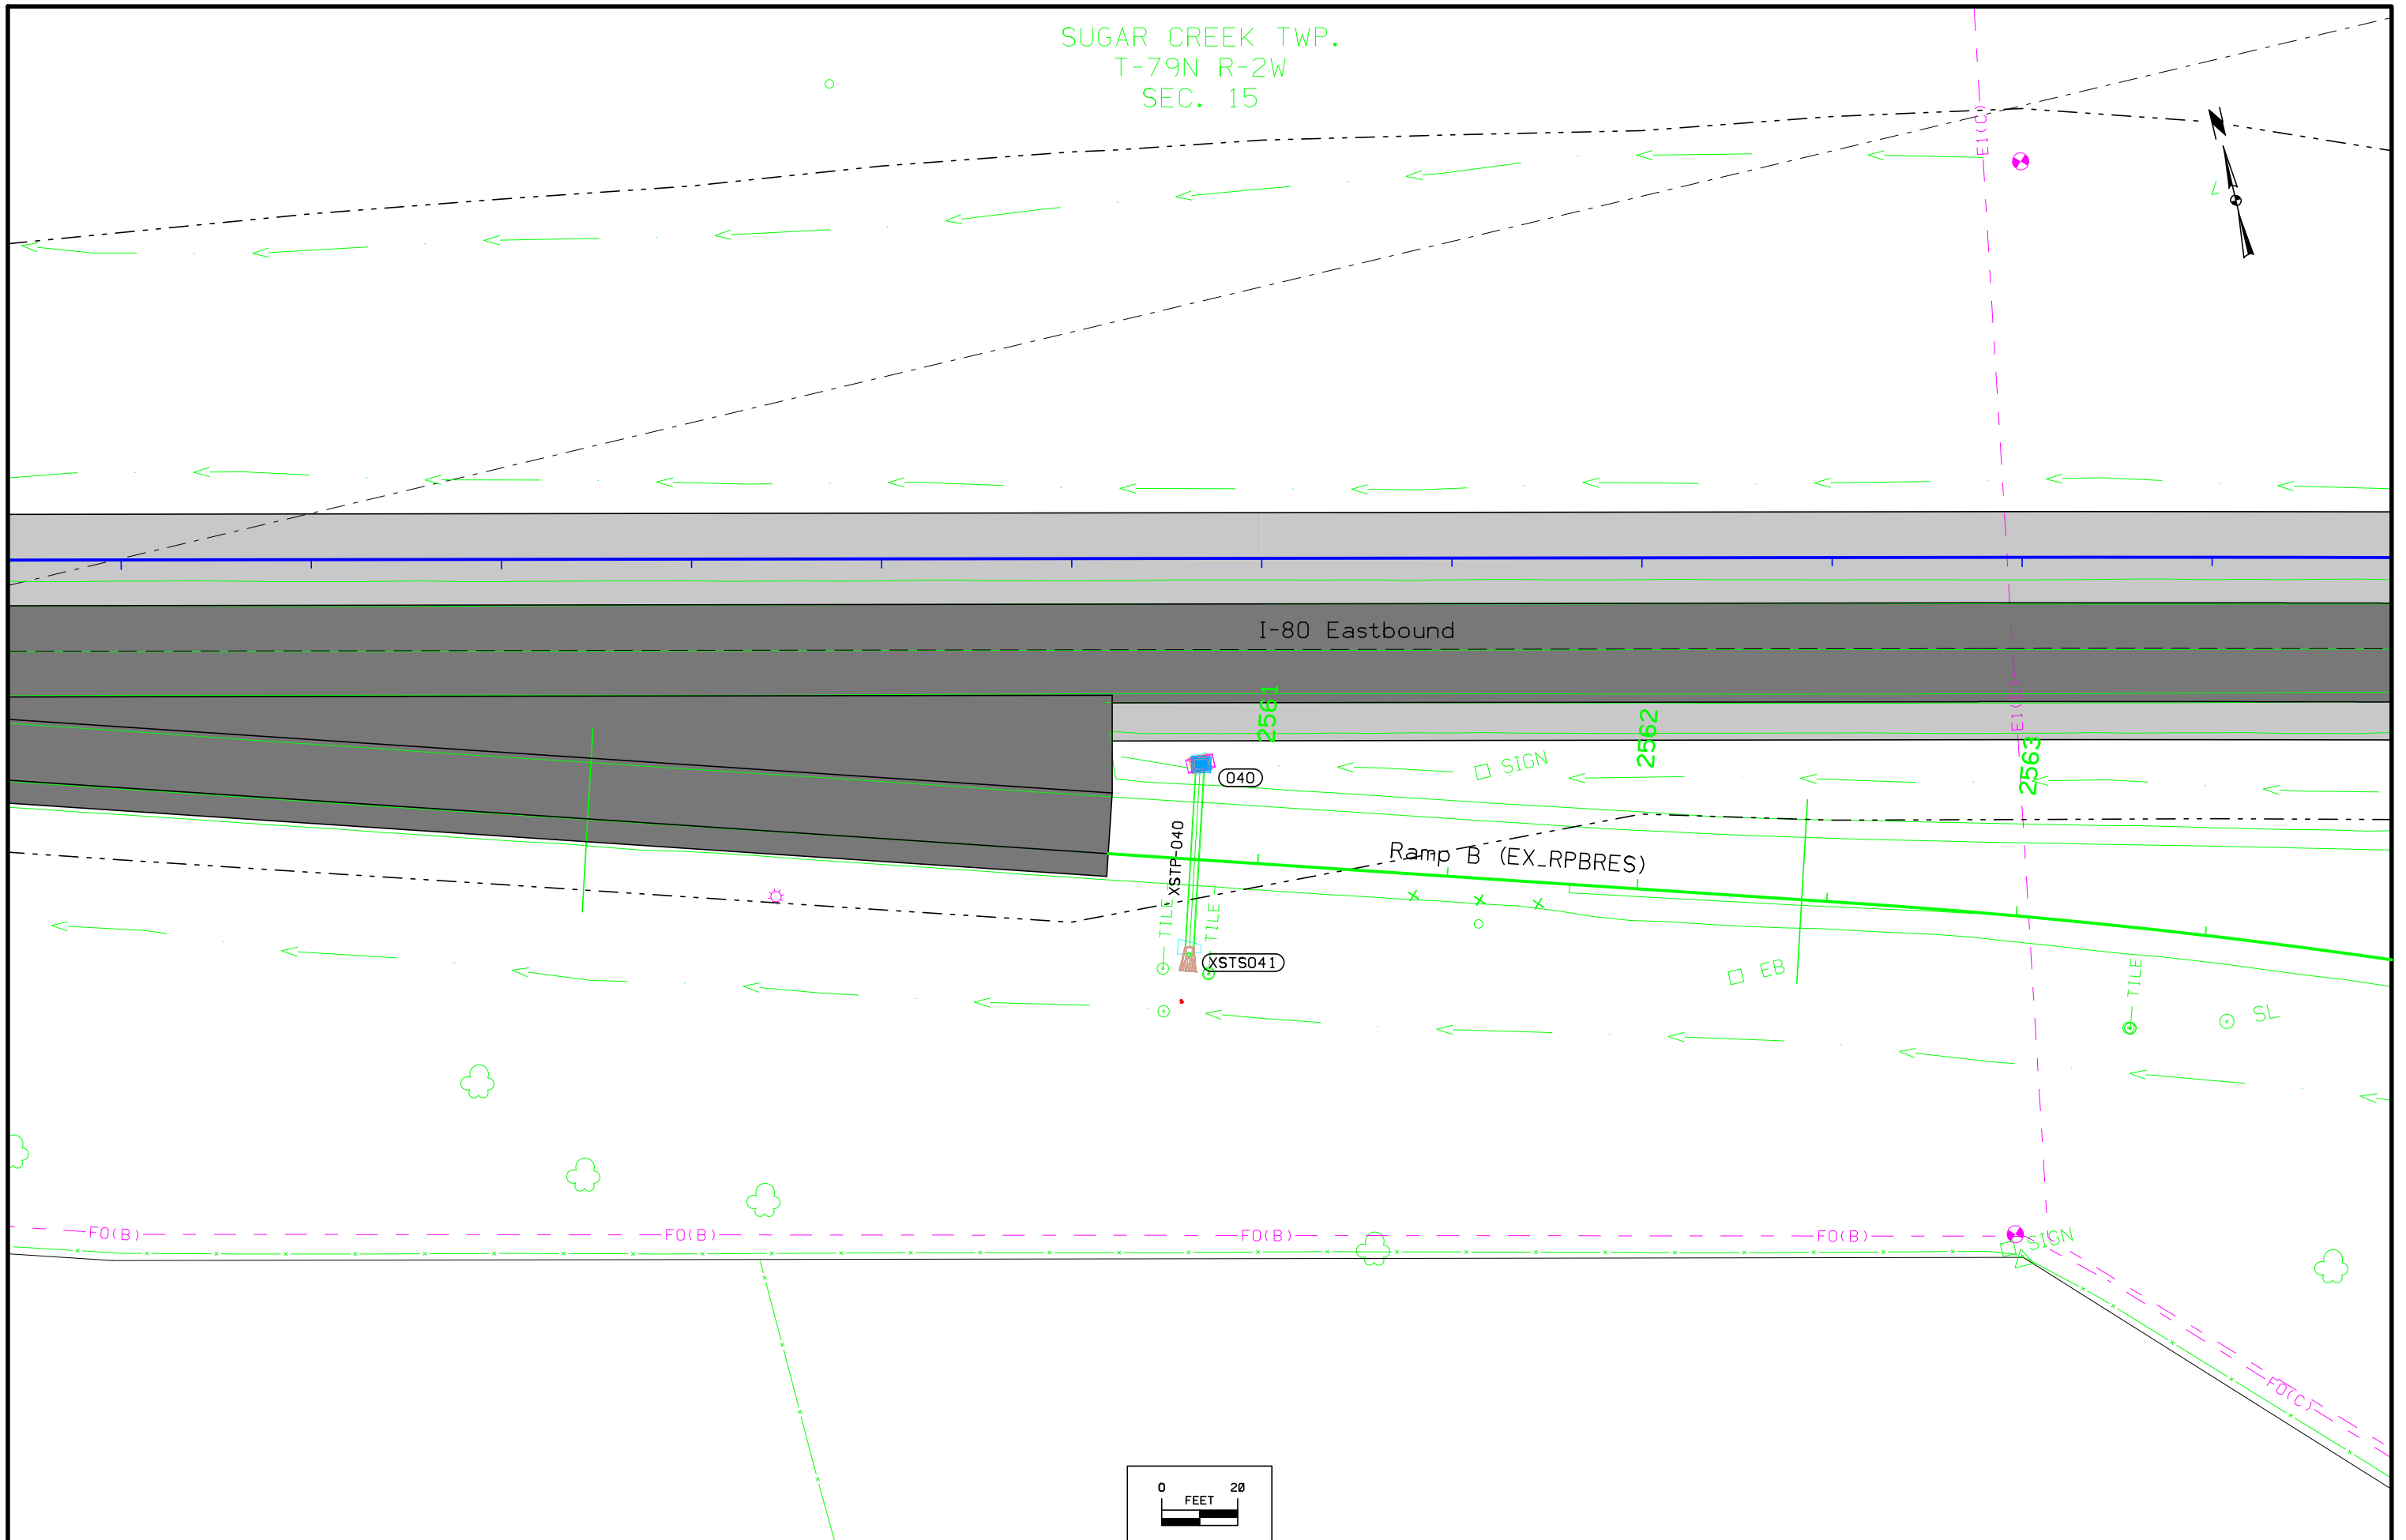 SUGAR CREEK TWP.
T-79N R-2W
SEC. 15
E1(C)
I-80 Eastbound
2561
2562
2563
E1(C)
SIGN
040
XSTP-040
Ramp B (EX_RPBRES)
TILE
TILE
XSTS041
EB
TILE
SL
FO(B)
FO(B)
FO(B)
FO(B)
SIGN
FO(C)
0 20
FEET